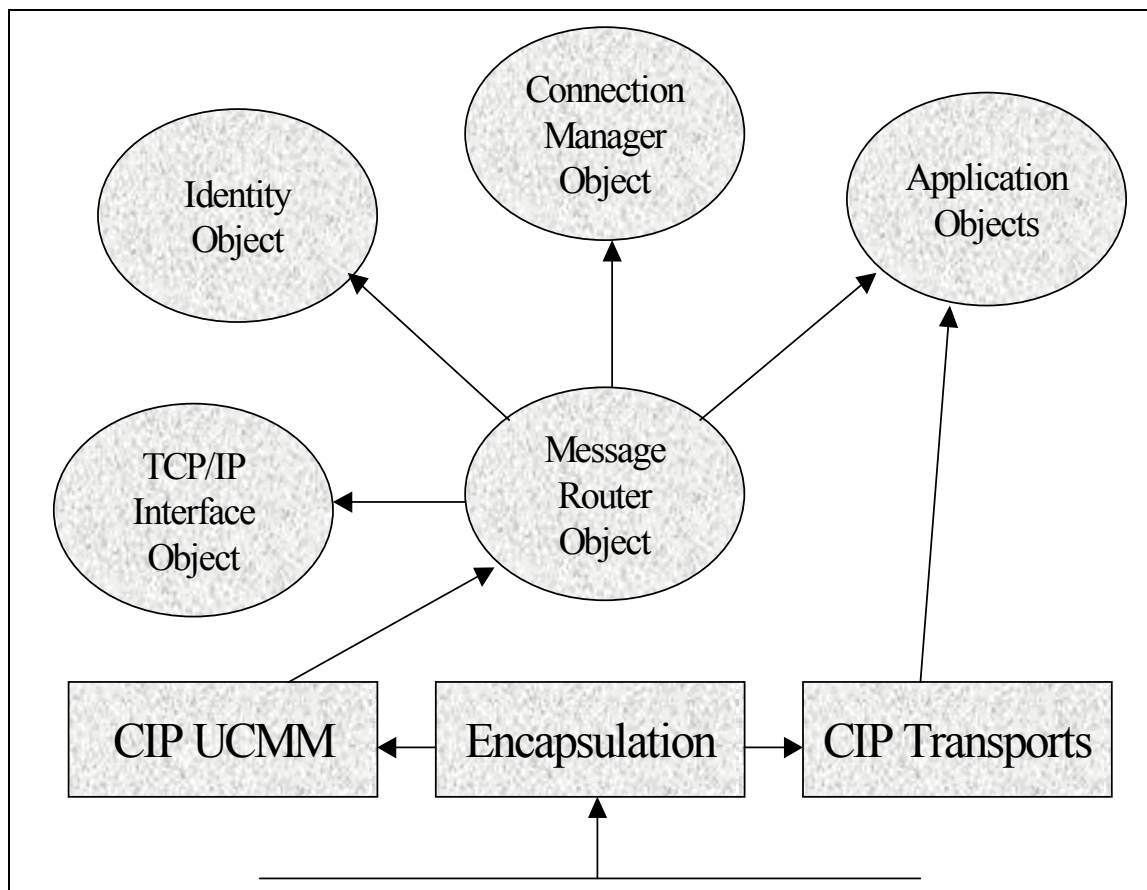 Connection
Manager
Object
Identity
Object
Application
Objects
TCP/IP
Interface
Object
Message
Router
Object
CIP UCMM
Encapsulation
CIP Transports